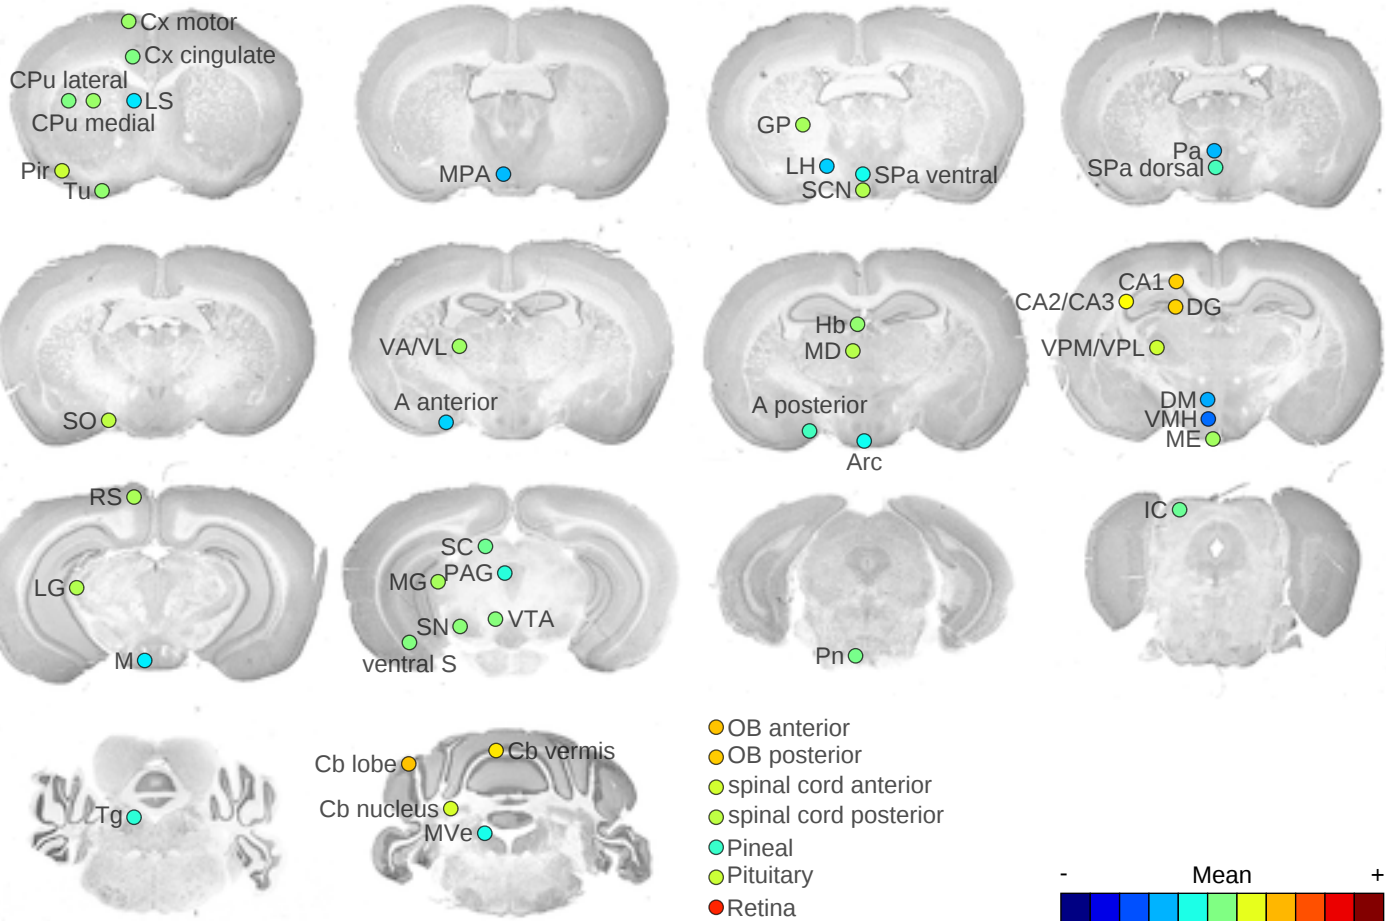 Cx motor
Cx cingulate
CPu lateral
LS
CPu medial
Pir
Tu
MPA
GP
LH
SPa ventral
SCN
Pa
SPa dorsal
SO
VA/VL
A anterior
Hb
MD
A posterior
Arc
CA1
CA2/CA3
DG
VPM/VPL
DM
VMH
ME
RS
LG
M
SC
PAG
MG
SN
VTA
ventral S
Pn
IC
Tg
Cb lobe
Cb vermis
Cb nucleus
MVe
OB anterior
OB posterior
spinal cord anterior
spinal cord posterior
Pineal
Pituitary
Retina
- Mean +